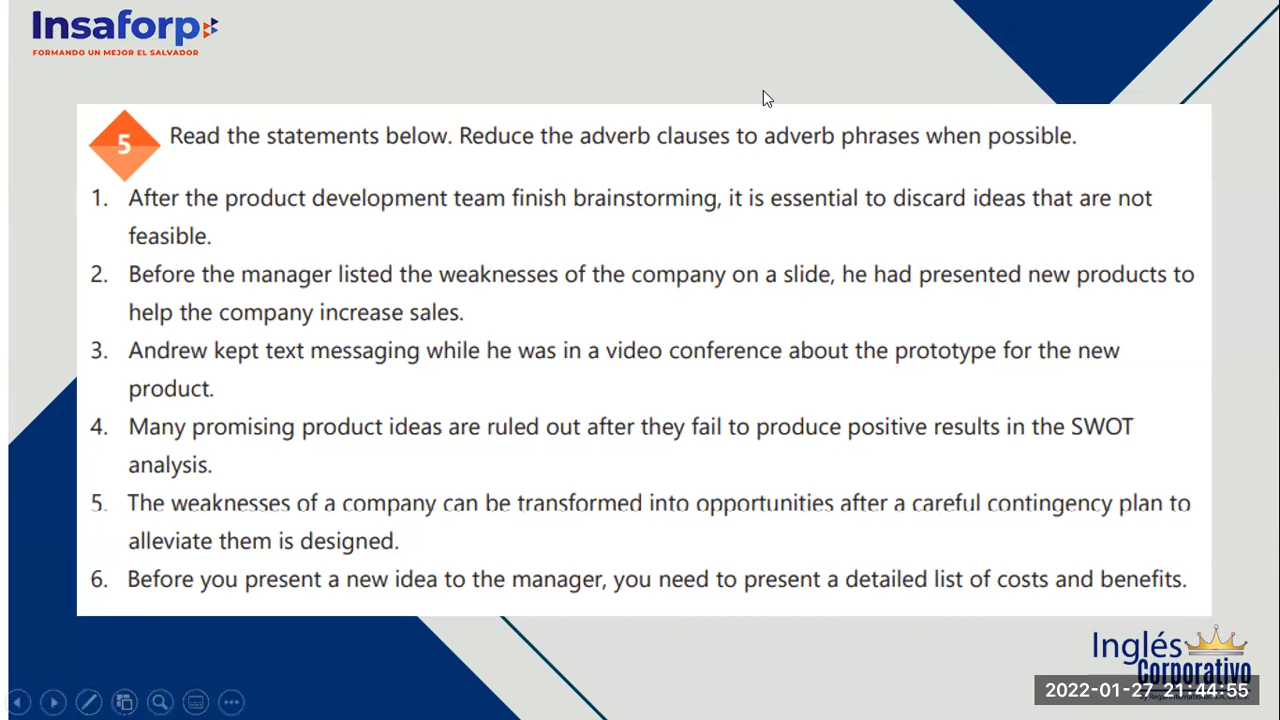 Insaforp
FORMANDO UN MEJOR EL SALVADOR
5 Read the statements below. Reduce the adverb clauses to adverb phrases when possible.
1. After the product development team finish brainstorming, it is essential to discard ideas that are not
feasible.
2. Before the manager listed the weaknesses of the company on a slide, he had presented new products to
help the company increase sales.
3. Andrew kept text messaging while he was in a video conference about the prototype for the new
product.
4. Many promising product ideas are ruled out after they fail to produce positive results in the SWOT
analysis.
5. The weaknesses of a company can be transformed into opportunities after a careful contingency plan to
alleviate them is designed.
6. Before you present a new idea to the manager, you need to present a detailed list of costs and benefits.
Inglés
Corporativo
2022-01-27 21:44:55